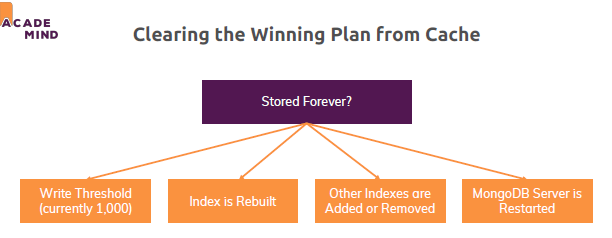 ACADE
MIND
Clearing the Winning Plan from Cache
Stored Forever?
Write Threshold
(currently 1,000)
Index is Rebuilt
Other Indexes are
Added or Removed
MongoDB Server is
Restarted